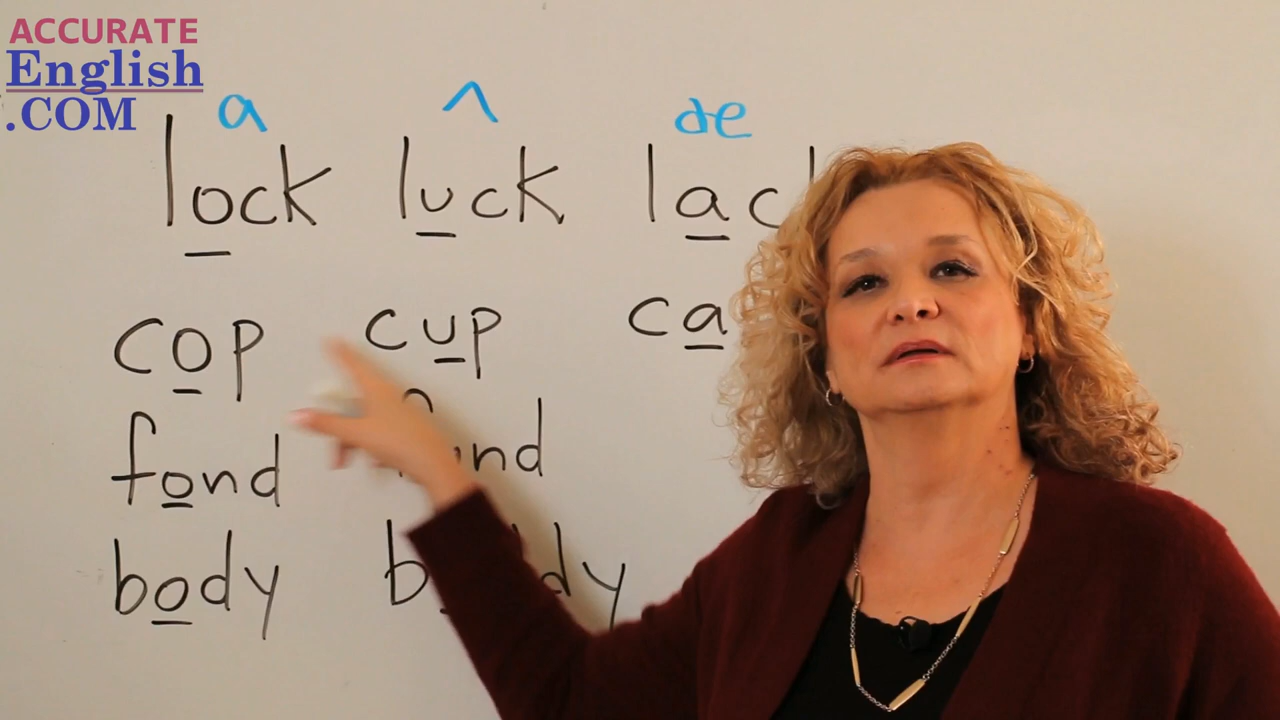 ACCURATE
English
.COM
a ʌ æ
lock luck
cop cup
fond
body